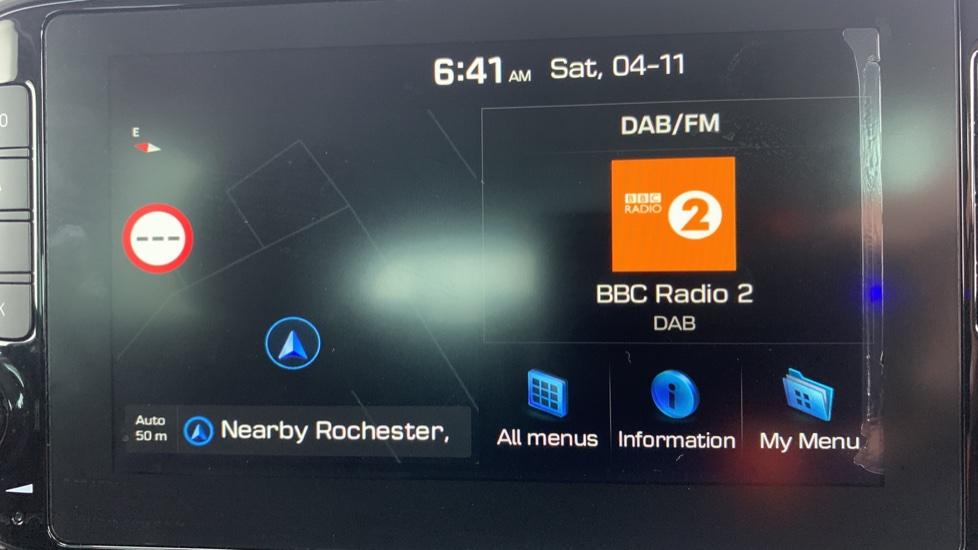 6:41 AM Sat, 04-11
DAB/FM
E
BBC
RADIO 2
---
BBC Radio 2
DAB
Auto
50 m
Nearby Rochester,
All menus
Information
My Menu